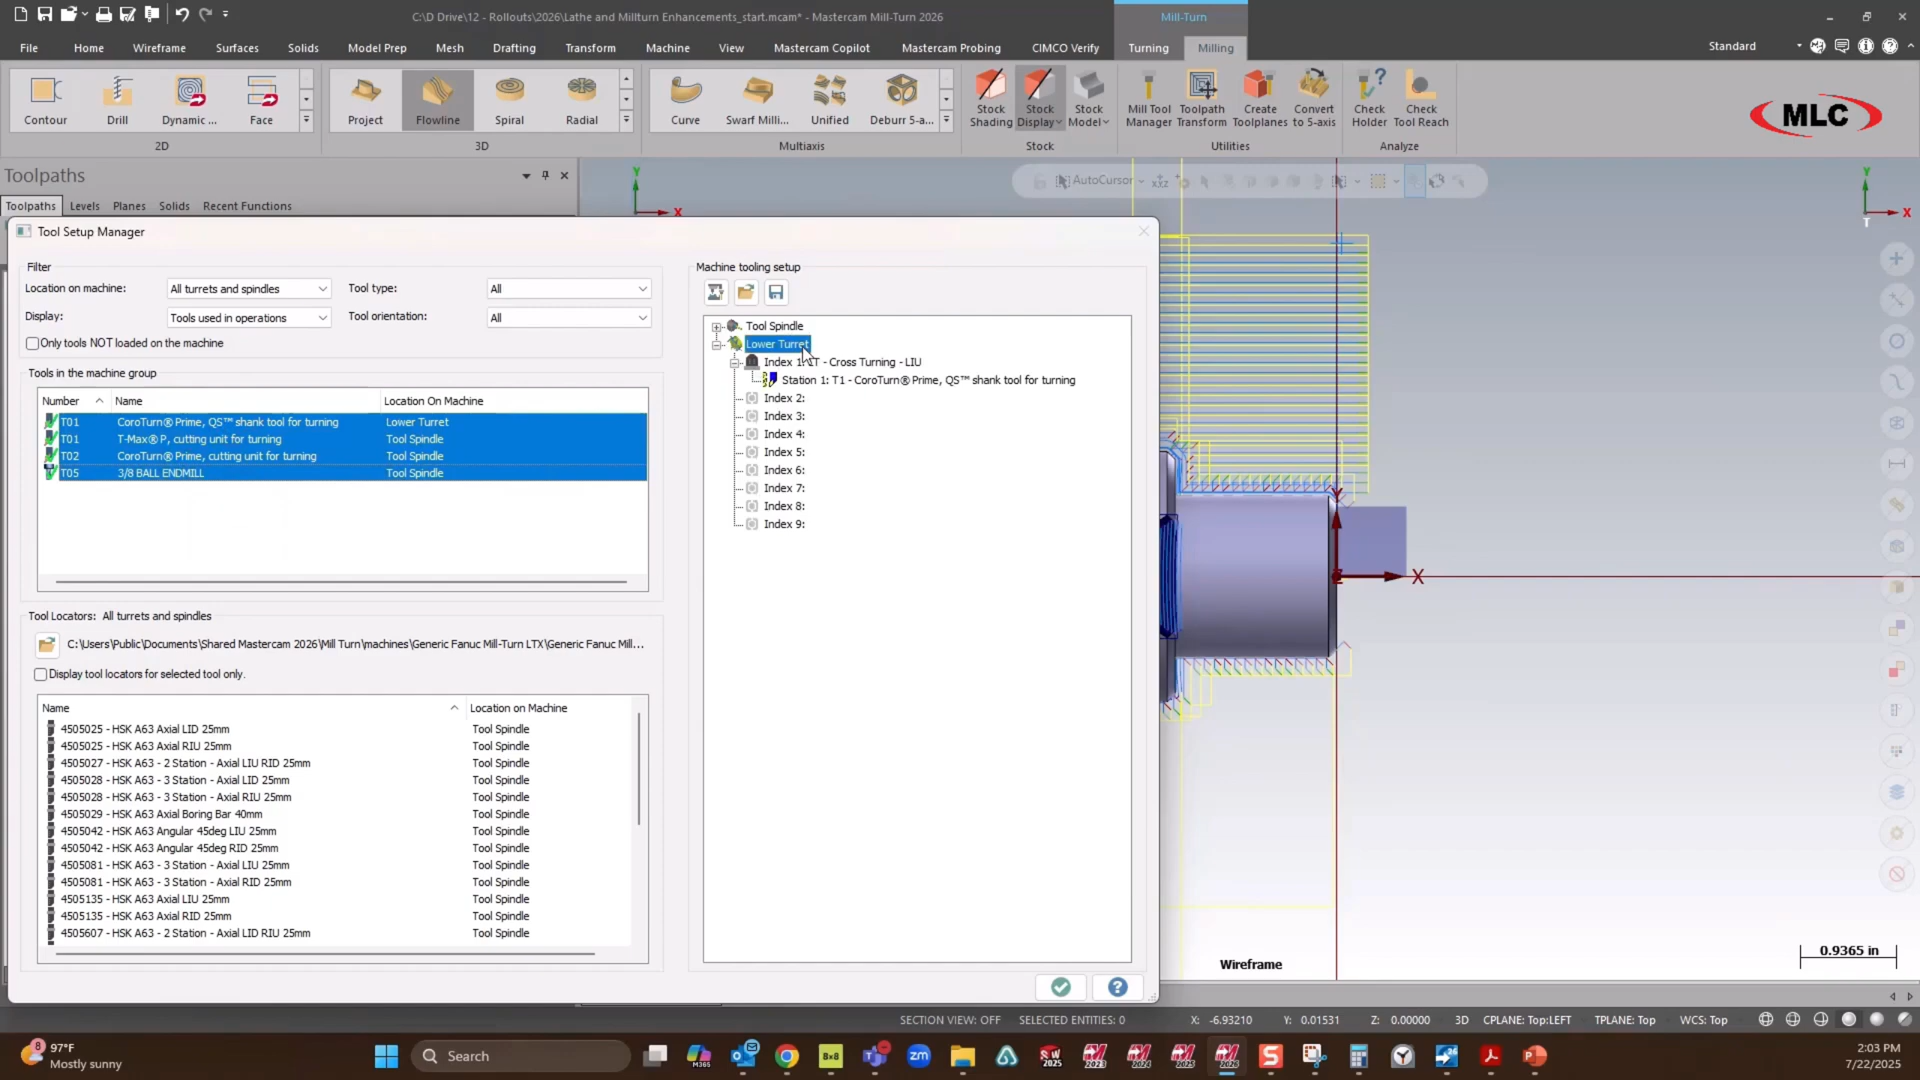 C:\D Drive\12 - Rollouts\2026\Lathe and Millturn Enhancements_start.mcam* - Mastercam Mill-Turn 2026
Mill-Turn
File Home Wireframe Surfaces Solids Model Prep Mesh Drafting Transform Machine View Mastercam Copilot Mastercam Probing CIMCO Verify Turning Milling Standard
Contour Drill Dynamic ... Face Project Flowline Spiral Radial Curve Swarf Milli... Unified Deburr 5-a...
Stock Shading Stock Display Stock Model Mill Tool Manager Toolpath Transform Create Toolplanes Convert to 5-axis Check Holder Check Tool Reach
MLC
2D 3D Multiaxis Stock Utilities Analyze
Toolpaths
AutoCursor
Toolpaths Levels Planes Solids Recent Functions
Y
X
Y
X
T
Tool Setup Manager
Filter
Location on machine: All turrets and spindles Tool type: All
Display: Tools used in operations Tool orientation: All
Only tools NOT loaded on the machine
Tools in the machine group
Number Name Location On Machine
T01 CoroTurn® Prime, QS™ shank tool for turning Lower Turret
T01 T-Max® P, cutting unit for turning Tool Spindle
T02 CoroTurn® Prime, cutting unit for turning Tool Spindle
T05 3/8 BALL ENDMILL Tool Spindle
Tool Locators: All turrets and spindles
C:\Users\Public\Documents\Shared Mastercam 2026\Mill Turn\machines\Generic Fanuc Mill-Turn LTX\Generic Fanuc Mill...
Display tool locators for selected tool only.
Name Location on Machine
4505025 - HSK A63 Axial LID 25mm Tool Spindle
4505025 - HSK A63 Axial RIU 25mm Tool Spindle
4505027 - HSK A63 - 2 Station - Axial LIU RID 25mm Tool Spindle
4505028 - HSK A63 - 3 Station - Axial LID 25mm Tool Spindle
4505028 - HSK A63 - 3 Station - Axial RIU 25mm Tool Spindle
4505029 - HSK A63 Axial Boring Bar 40mm Tool Spindle
4505042 - HSK A63 Angular 45deg LIU 25mm Tool Spindle
4505042 - HSK A63 Angular 45deg RID 25mm Tool Spindle
4505081 - HSK A63 - 3 Station - Axial LIU 25mm Tool Spindle
4505081 - HSK A63 - 3 Station - Axial RID 25mm Tool Spindle
4505135 - HSK A63 Axial LIU 25mm Tool Spindle
4505135 - HSK A63 Axial RID 25mm Tool Spindle
4505607 - HSK A63 - 2 Station - Axial LID RIU 25mm Tool Spindle
Machine tooling setup
Tool Spindle
Lower Turret
Index 1: - Cross Turning - LIU
Station 1: T1 - CoroTurn® Prime, QS™ shank tool for turning
Index 2:
Index 3:
Index 4:
Index 5:
Index 6:
Index 7:
Index 8:
Index 9:
Y
Z
X
Wireframe
0.9365 in
SECTION VIEW: OFF SELECTED ENTITIES: 0 X: -6.93210 Y: 0.01531 Z: 0.00000 3D CPLANE: Top:LEFT TPLANE: Top WCS: Top
8
97°F
Mostly sunny
Search
M365
8x8
zm
2025
2023
2024
2025
2026
26
2:03 PM
7/22/2025